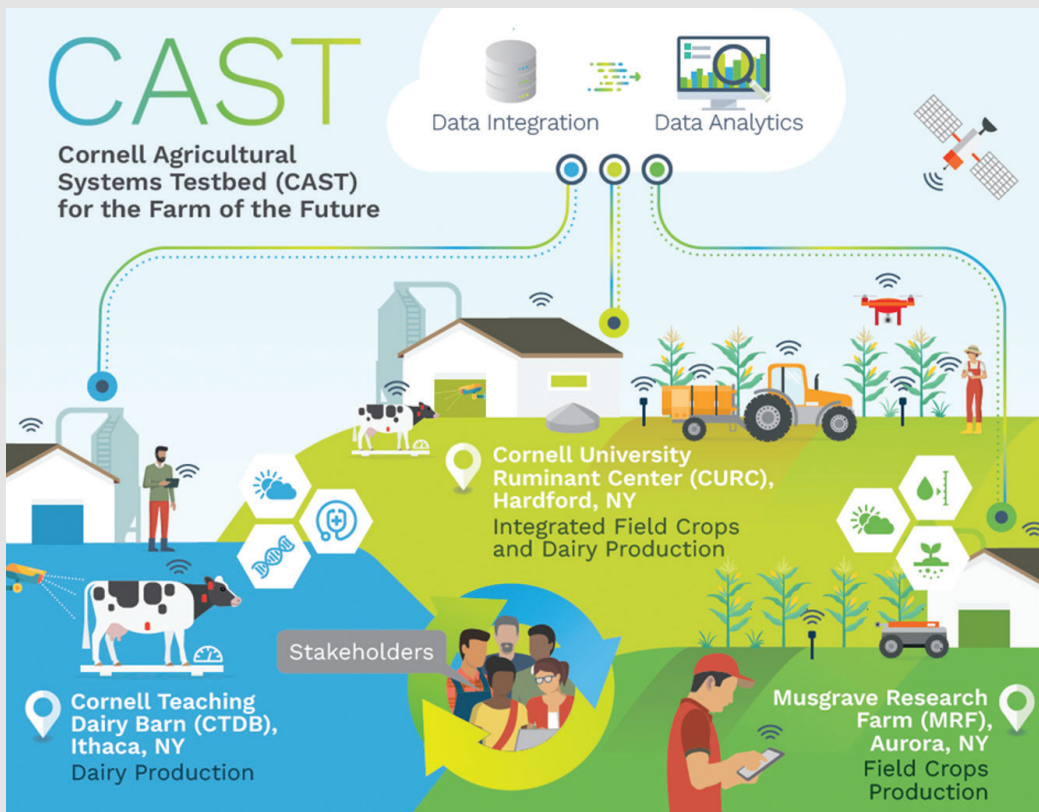 CAST
Cornell Agricultural
Systems Testbed (CAST)
for the Farm of the Future
Data Integration
Data Analytics
Cornell University
Ruminant Center (CURC),
Hardford, NY
Integrated Field Crops
and Dairy Production
Stakeholders
Cornell Teaching
Dairy Barn (CTDB),
Ithaca, NY
Dairy Production
Musgrave Research
Farm (MRF),
Aurora, NY
Field Crops
Production